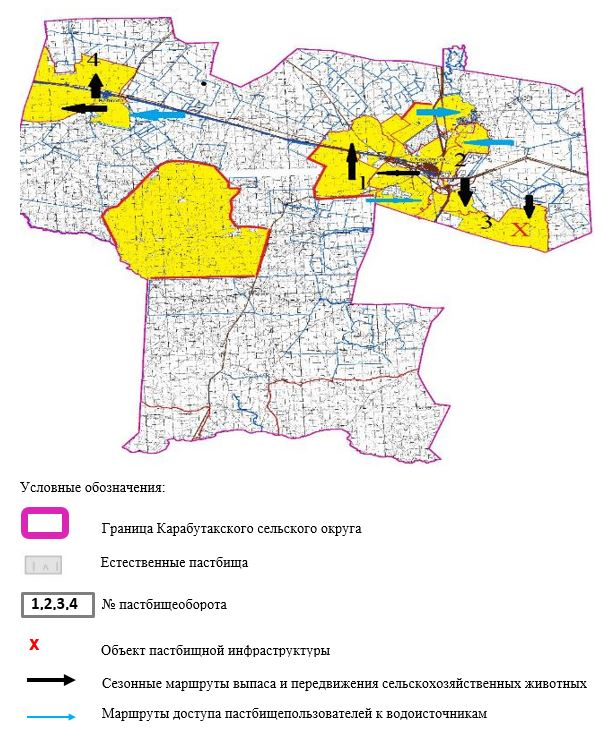 4
1
2
3
X
Условные обозначения:
Граница Карабутакского сельского округа
Естественные пастбища
1,2,3,4 № пастбищеоборота
X Объект пастбищной инфраструктуры
Сезонные маршруты выпаса и передвижения сельскохозяйственных животных
Маршруты доступа пастбищепользователей к водоисточникам